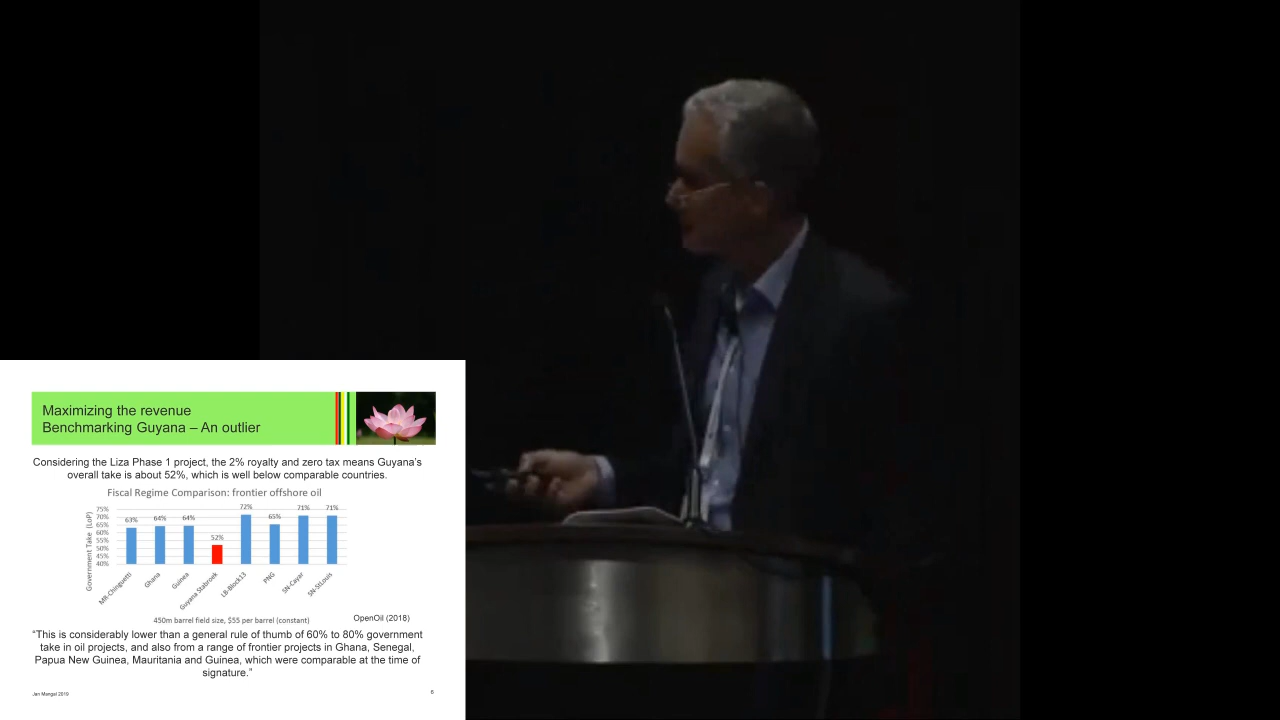 Maximizing the revenue
Benchmarking Guyana – An outlier
Considering the Liza Phase 1 project, the 2% royalty and zero tax means Guyana's
overall take is about 52%, which is well below comparable countries.
Fiscal Regime Comparison: frontier offshore oil
Government Take (LoP)
75%
70%
65%
60%
55%
50%
45%
40%
63%
64%
64%
52%
72%
65%
71%
71%
MR-Chinguetti
Ghana
Guinea
Guyana Stabroek
LB-Block13
PNG
SN-Cayar
SN-StLouis
450m barrel field size, $55 per barrel (constant)
OpenOil (2018)
“This is considerably lower than a general rule of thumb of 60% to 80% government
take in oil projects, and also from a range of frontier projects in Ghana, Senegal,
Papua New Guinea, Mauritania and Guinea, which were comparable at the time of
signature.”
Jan Mangal 2019
6